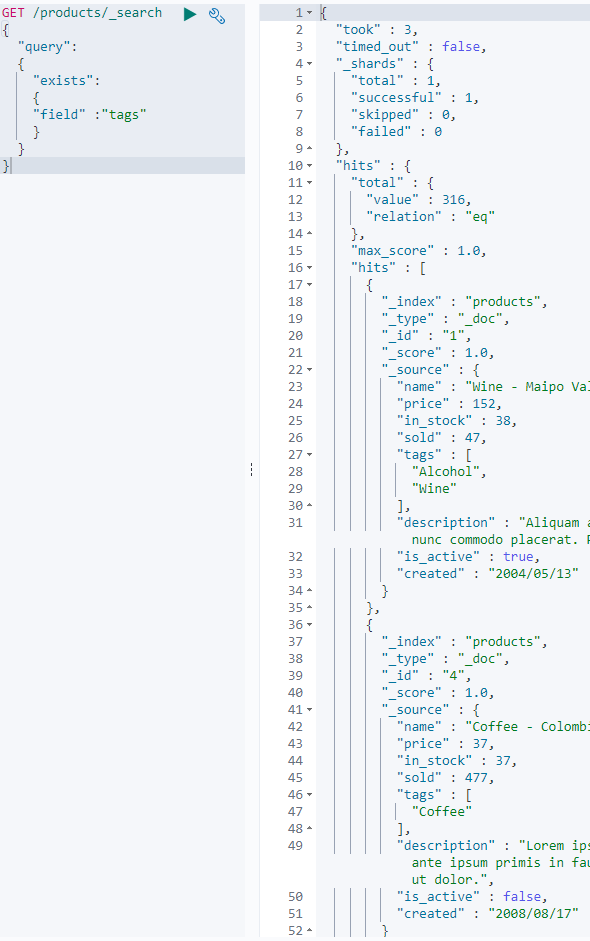 GET /products/_search
{
"query":
{
"exists":
{
"field" :"tags"
}
}
}
1 {
2 "took" : 3,
3 "timed_out" : false,
4 "_shards" : {
5 "total" : 1,
6 "successful" : 1,
7 "skipped" : 0,
8 "failed" : 0
9 },
10 "hits" : {
11 "total" : {
12 "value" : 316,
13 "relation" : "eq"
14 },
15 "max_score" : 1.0,
16 "hits" : [
17 {
18 "_index" : "products",
19 "_type" : "_doc",
20 "_id" : "1",
21 "_score" : 1.0,
22 "_source" : {
23 "name" : "Wine - Maipo Val
24 "price" : 152,
25 "in_stock" : 38,
26 "sold" : 47,
27 "tags" : [
28 "Alcohol",
29 "Wine"
30 ],
31 "description" : "Aliquam a
nunc commodo placerat. P
32 "is_active" : true,
33 "created" : "2004/05/13"
34 }
35 },
36 {
37 "_index" : "products",
38 "_type" : "_doc",
39 "_id" : "4",
40 "_score" : 1.0,
41 "_source" : {
42 "name" : "Coffee - Colombi
43 "price" : 37,
44 "in_stock" : 37,
45 "sold" : 477,
46 "tags" : [
47 "Coffee"
48 ],
49 "description" : "Lorem ips
ante ipsum primis in fau
ut dolor.",
50 "is_active" : false,
51 "created" : "2008/08/17"
52 }